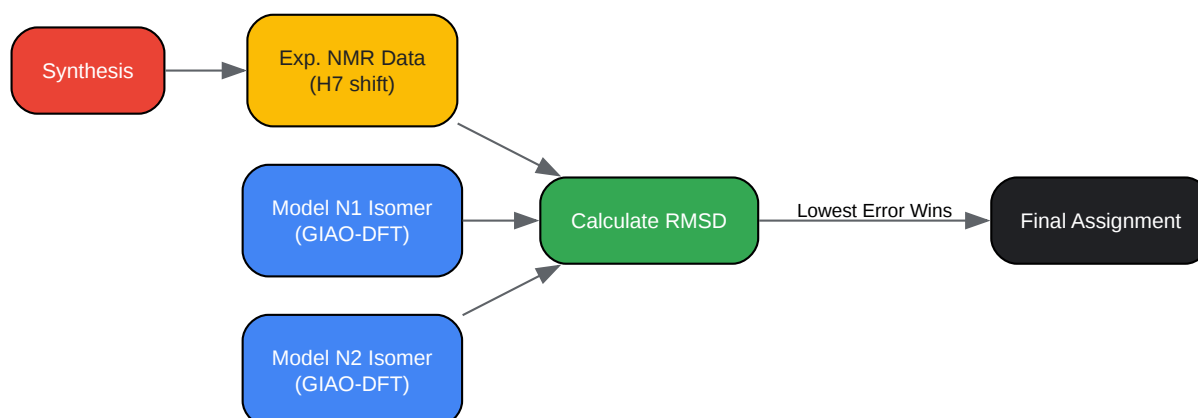 Synthesis
Exp. NMR Data
(H7 shift)
Model N1 Isomer
(GIAO-DFT)
Calculate RMSD
Lowest Error Wins
Final Assignment
Model N2 Isomer
(GIAO-DFT)